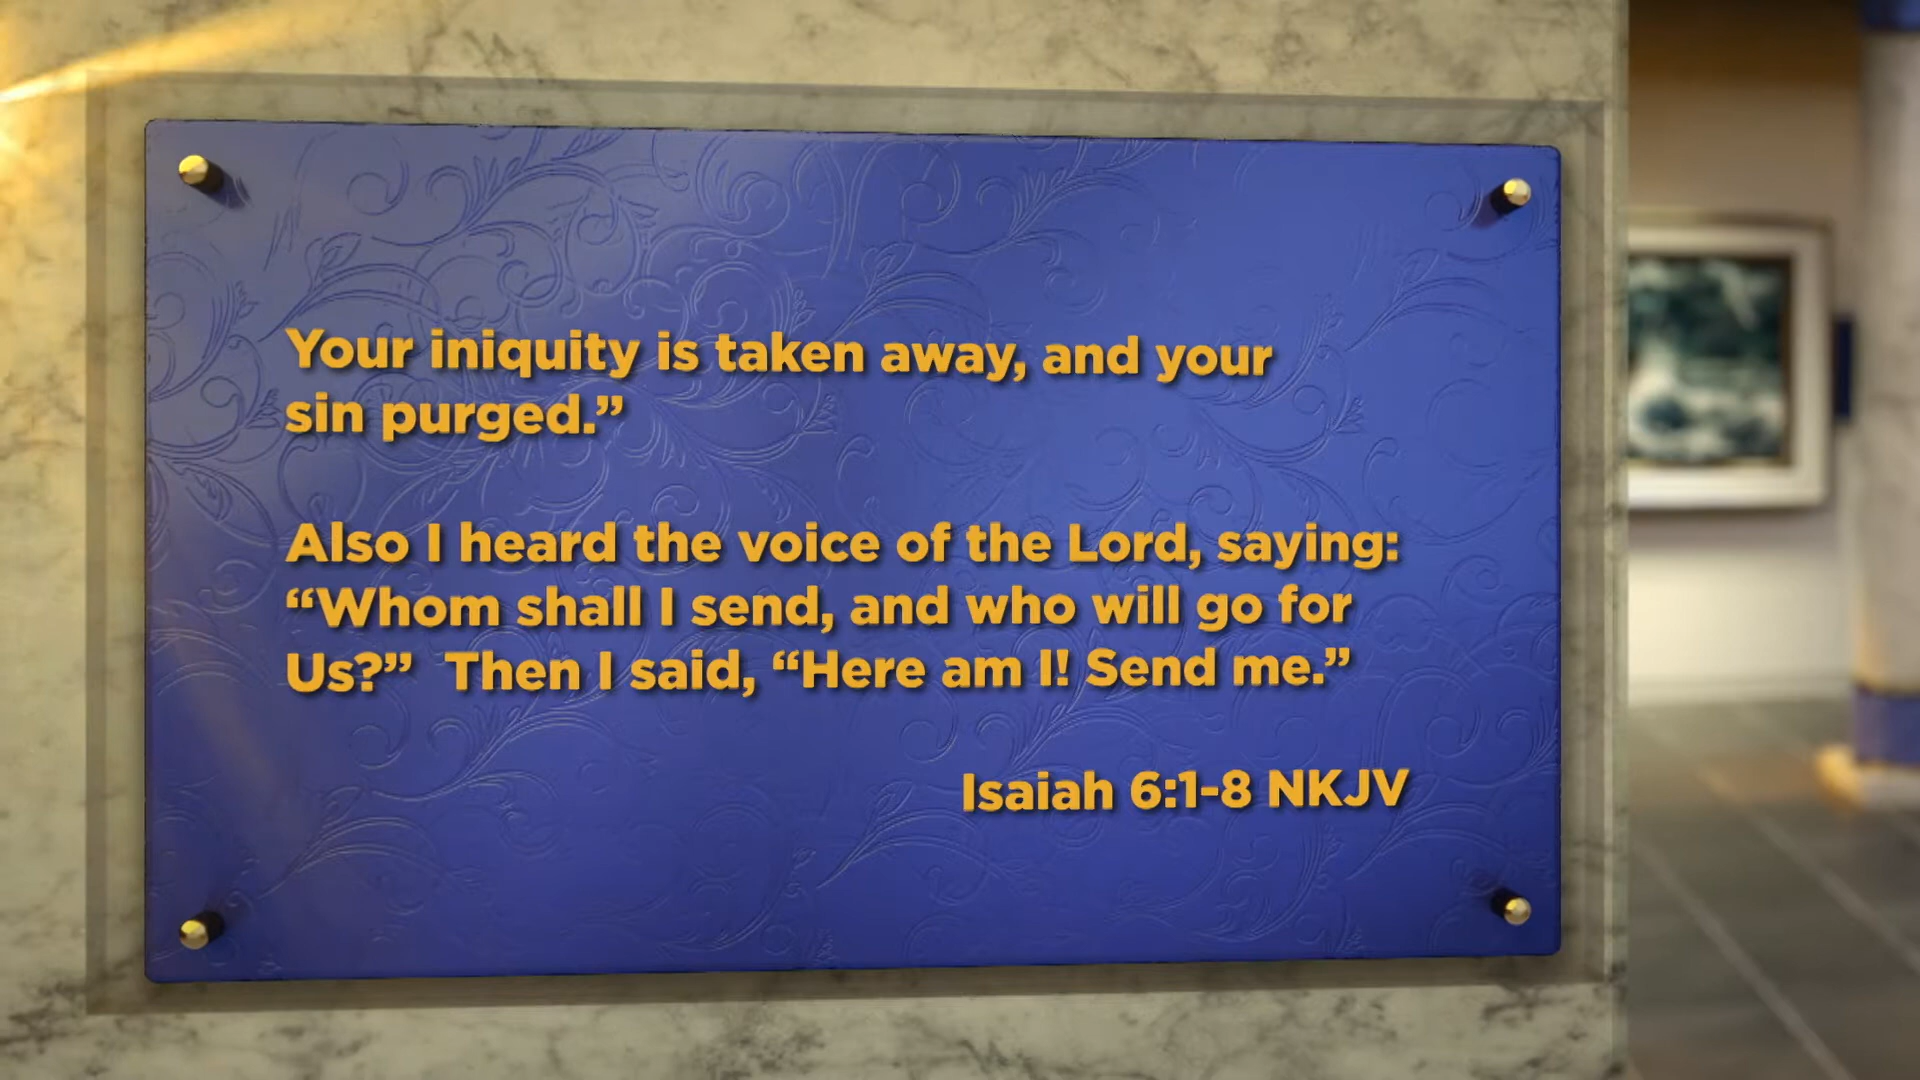 Your iniquity is taken away, and your
sin purged.”
Also I heard the voice of the Lord, saying:
“Whom shall I send, and who will go for
Us?”  Then I said, “Here am I! Send me.”
Isaiah 6:1-8 NKJV